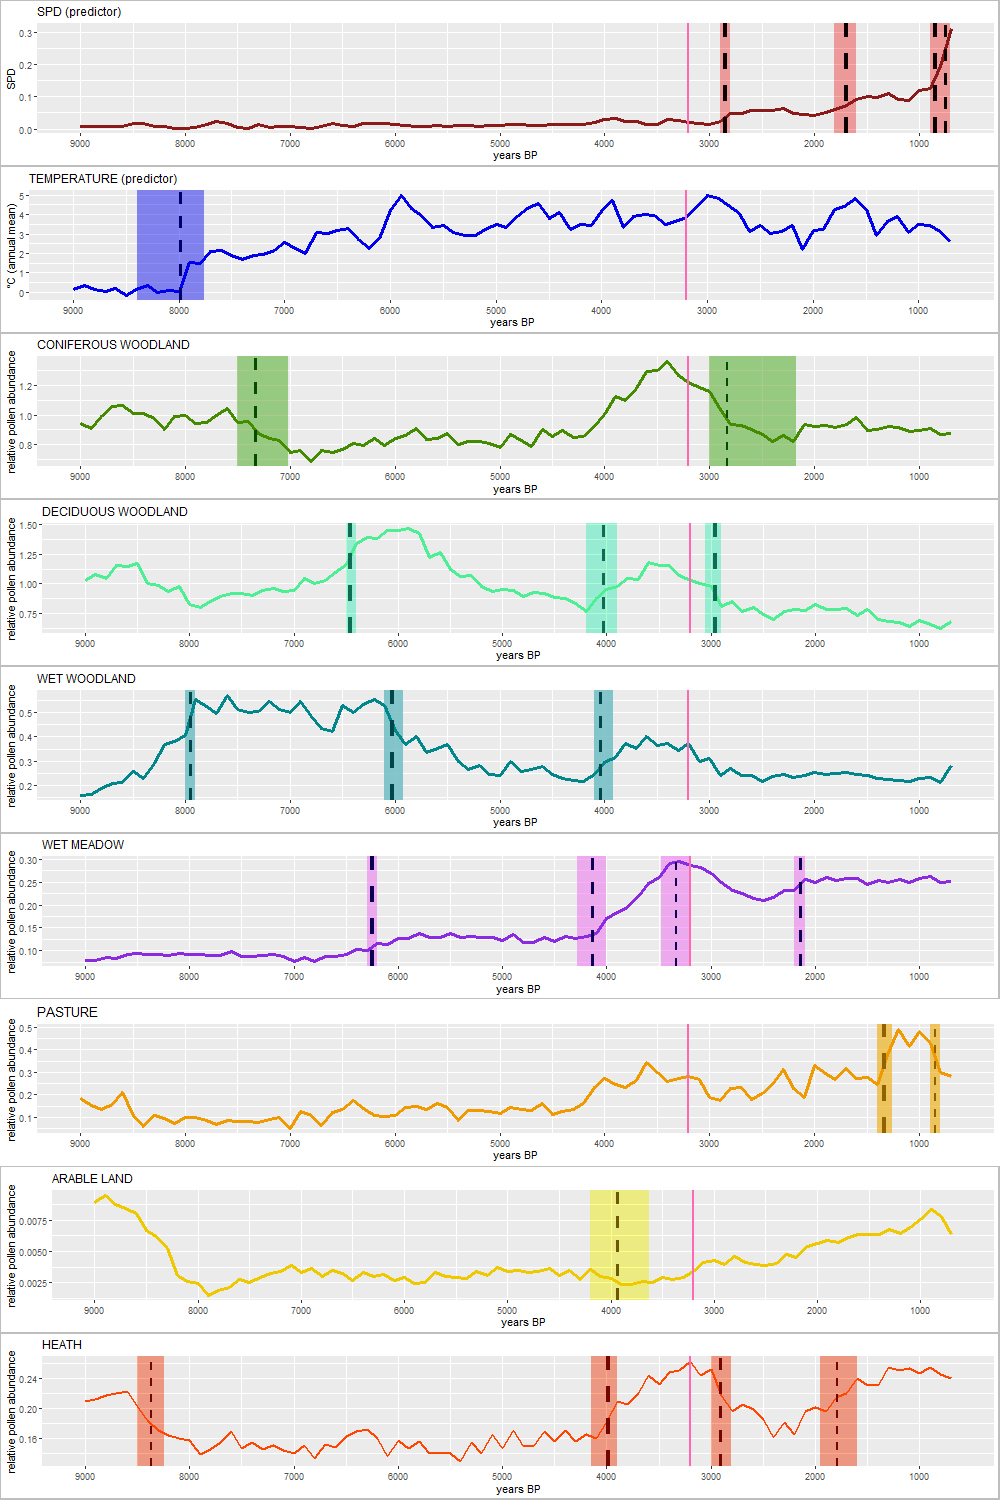 SPD (predictor)
SPD
0.3
0.2
0.1
0.0
9000 8000 7000 6000 5000 4000 3000 2000 1000
years BP
TEMPERATURE (predictor)
°C (annual mean)
5
4
3
2
1
0
9000 8000 7000 6000 5000 4000 3000 2000 1000
years BP
CONIFEROUS WOODLAND
relative pollen abundance
1.2
1.0
0.8
9000 8000 7000 6000 5000 4000 3000 2000 1000
years BP
DECIDUOUS WOODLAND
relative pollen abundance
1.50
1.25
1.00
0.75
9000 8000 7000 6000 5000 4000 3000 2000 1000
years BP
WET WOODLAND
relative pollen abundance
0.5
0.4
0.3
0.2
9000 8000 7000 6000 5000 4000 3000 2000 1000
years BP
WET MEADOW
relative pollen abundance
0.30
0.25
0.20
0.15
0.10
9000 8000 7000 6000 5000 4000 3000 2000 1000
years BP
PASTURE
relative pollen abundance
0.5
0.4
0.3
0.2
0.1
9000 8000 7000 6000 5000 4000 3000 2000 1000
years BP
ARABLE LAND
relative pollen abundance
0.0075
0.0050
0.0025
9000 8000 7000 6000 5000 4000 3000 2000 1000
years BP
HEATH
relative pollen abundance
0.24
0.20
0.16
9000 8000 7000 6000 5000 4000 3000 2000 1000
years BP